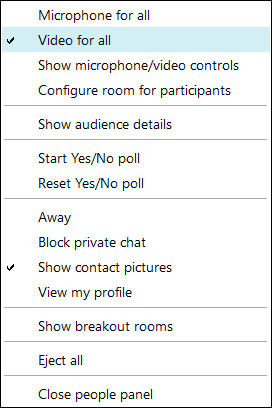 Microphone for all
Video for all
Show microphone/video controls
Configure room for participants
Show audience details
Start Yes/No poll
Reset Yes/No poll
Away
Block private chat
Show contact pictures
View my profile
Show breakout rooms
Eject all
Close people panel